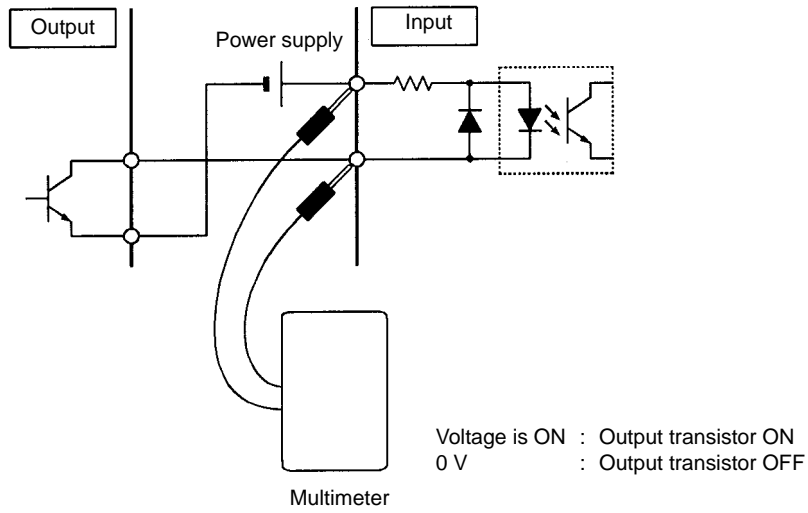 Output
Power supply
Input
Voltage is ON : Output transistor ON
0 V : Output transistor OFF
Multimeter